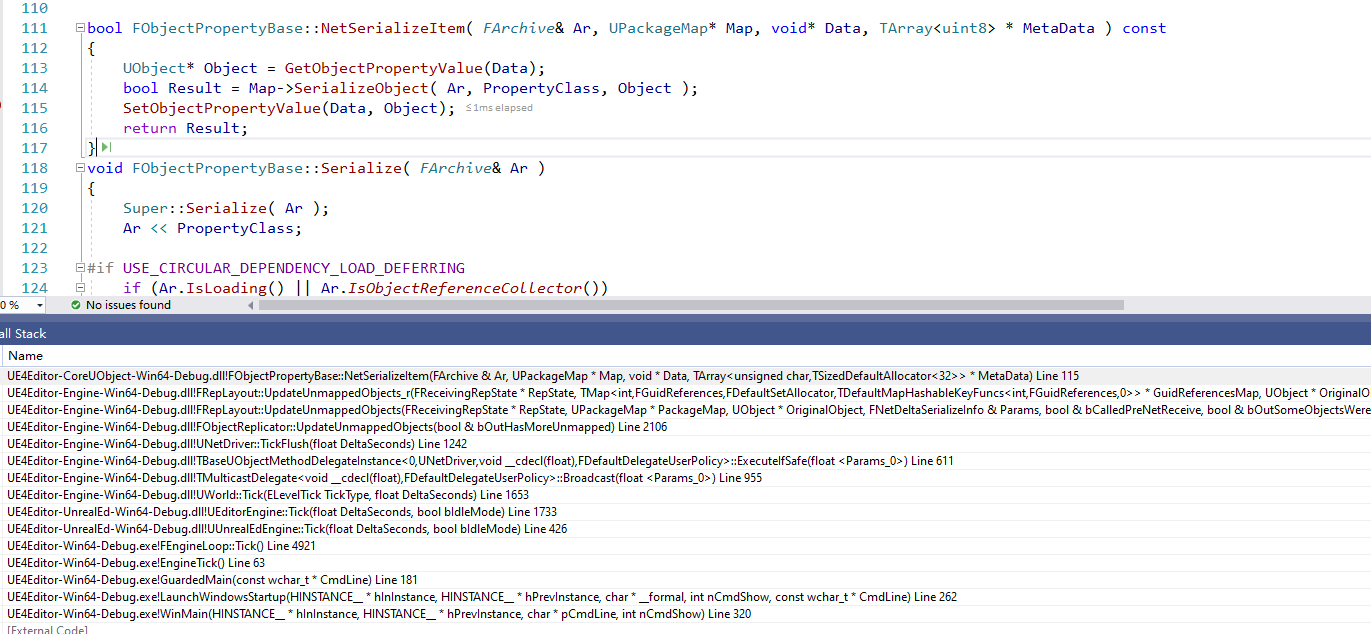 110
111 bool FObjectPropertyBase::NetSerializeItem( FArchive& Ar, UPackageMap* Map, void* Data, TArray<uint8> * MetaData ) const
112 {
113 UObject* Object = GetObjectPropertyValue(Data);
114 bool Result = Map->SerializeObject( Ar, PropertyClass, Object );
115 SetObjectPropertyValue(Data, Object); ≤1ms elapsed
116 return Result;
117 }
118 void FObjectPropertyBase::Serialize( FArchive& Ar )
119 {
120 Super::Serialize( Ar );
121 Ar << PropertyClass;
122
123 #if USE_CIRCULAR_DEPENDENCY_LOAD_DEFERRING
124 if (Ar.IsLoading() || Ar.IsObjectReferenceCollector())
0 % No issues found
all Stack
Name
UE4Editor-CoreUObject-Win64-Debug.dll!FObjectPropertyBase::NetSerializeItem(FArchive & Ar, UPackageMap * Map, void * Data, TArray<unsigned char,TSizedDefaultAllocator<32>> * MetaData) Line 115
UE4Editor-Engine-Win64-Debug.dll!FRepLayout::UpdateUnmappedObjects_r(FReceivingRepState * RepState, TMap<int,FGuidReferences,FDefaultSetAllocator,TDefaultMapHashableKeyFuncs<int,FGuidReferences,0>> * GuidReferencesMap, UObject * OriginalO
UE4Editor-Engine-Win64-Debug.dll!FRepLayout::UpdateUnmappedObjects(FReceivingRepState * RepState, UPackageMap * PackageMap, UObject * OriginalObject, FNetDeltaSerializeInfo & Params, bool & bCalledPreNetReceive, bool & bOutSomeObjectsWere
UE4Editor-Engine-Win64-Debug.dll!FObjectReplicator::UpdateUnmappedObjects(bool & bOutHasMoreUnmapped) Line 2106
UE4Editor-Engine-Win64-Debug.dll!UNetDriver::TickFlush(float DeltaSeconds) Line 1242
UE4Editor-Engine-Win64-Debug.dll!TBaseUObjectMethodDelegateInstance<0,UNetDriver,void __cdecl(float),FDefaultDelegateUserPolicy>::ExecuteIfSafe(float <Params_0>) Line 611
UE4Editor-Engine-Win64-Debug.dll!TMulticastDelegate<void __cdecl(float),FDefaultDelegateUserPolicy>::Broadcast(float <Params_0>) Line 955
UE4Editor-Engine-Win64-Debug.dll!UWorld::Tick(ELevelTick TickType, float DeltaSeconds) Line 1653
UE4Editor-UnrealEd-Win64-Debug.dll!UEditorEngine::Tick(float DeltaSeconds, bool bIdleMode) Line 1733
UE4Editor-UnrealEd-Win64-Debug.dll!UUnrealEdEngine::Tick(float DeltaSeconds, bool bIdleMode) Line 426
UE4Editor-Win64-Debug.exe!FEngineLoop::Tick() Line 4921
UE4Editor-Win64-Debug.exe!EngineTick() Line 63
UE4Editor-Win64-Debug.exe!GuardedMain(const wchar_t * CmdLine) Line 181
UE4Editor-Win64-Debug.exe!LaunchWindowsStartup(HINSTANCE__ * hInInstance, HINSTANCE__ * hPrevInstance, char * __formal, int nCmdShow, const wchar_t * CmdLine) Line 262
UE4Editor-Win64-Debug.exe!WinMain(HINSTANCE__ * hInInstance, HINSTANCE__ * hPrevInstance, char * pCmdLine, int nCmdShow) Line 320
[External Code]